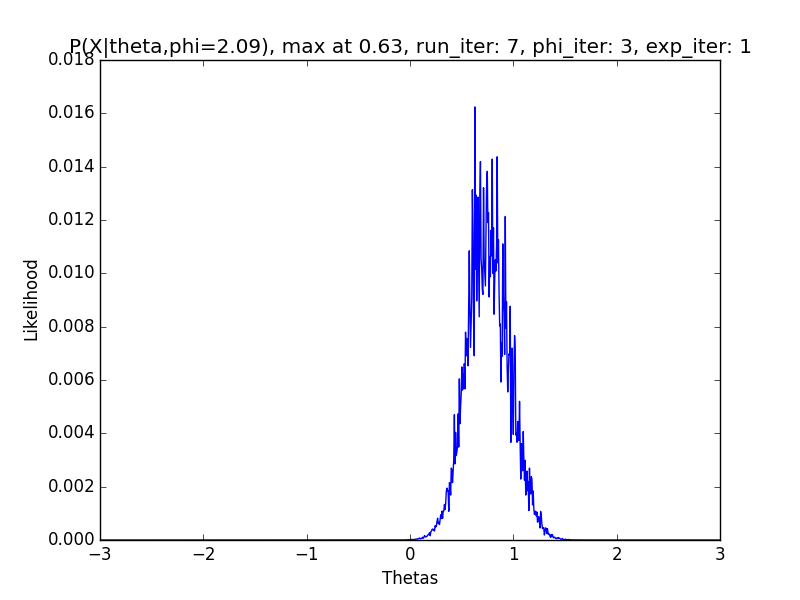 P(X|theta,phi=2.09), max at 0.63, run_iter: 7, phi_iter: 3, exp_iter: 1
0.018
0.016
0.014
0.012
0.010
0.008
0.006
0.004
0.002
0.000
Likelihood
−3 −2 −1 0 1 2 3
Thetas